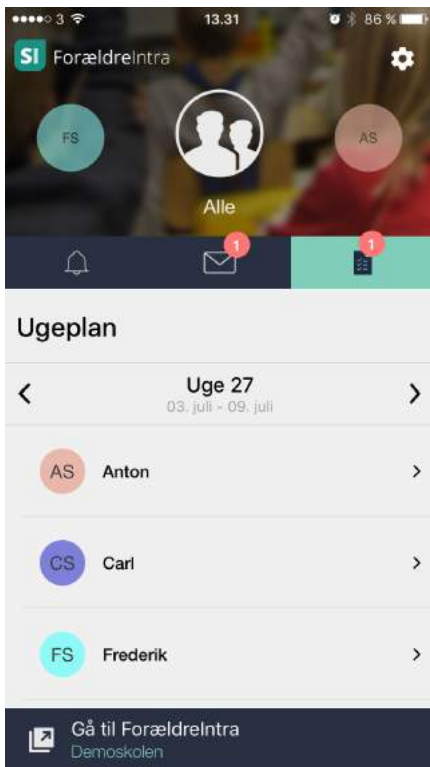 3 13.31 86 %
SI ForældreIntra
FS
AS
Alle
1
1
Ugeplan
Uge 27
03. juli - 09. juli
AS Anton
CS Carl
FS Frederik
Gå til ForældreIntra
Demoskolen